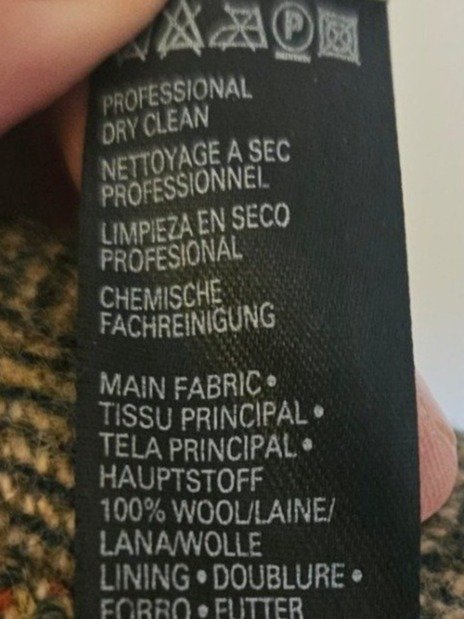 P
PROFESSIONAL
DRY CLEAN
NETTOYAGE A SEC
PROFESSIONNEL
LIMPIEZA EN SECO
PROFESIONAL
CHEMISCHE
FACHREINIGUNG
MAIN FABRIC •
TISSU PRINCIPAL •
TELA PRINCIPAL •
HAUPTSTOFF
100% WOOL/LAINE/
LANA/WOLLE
LINING • DOUBLURE •
FORRO • FUTTER